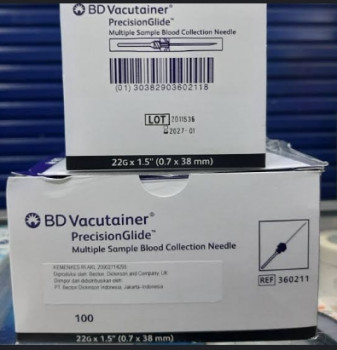 BD Vacutainer®
PrecisionGlide™
Multiple Sample Blood Collection Needle
(01) 30382903602118
LOT 2011536
2027-01
22G x 1.5" (0.7 x 38 mm)
BD Vacutainer®
PrecisionGlide™
Multiple Sample Blood Collection Needle
KEMENKES RI AKL 20902714200
Diproduksi oleh: Becton, Dickinson and Company, UK
Diimpor dan didistribusikan oleh:
PT. Becton Dickinson Indonesia, Jakarta-Indonesia
REF 360211
100
22G x 1.5" (0.7 x 38 mm)